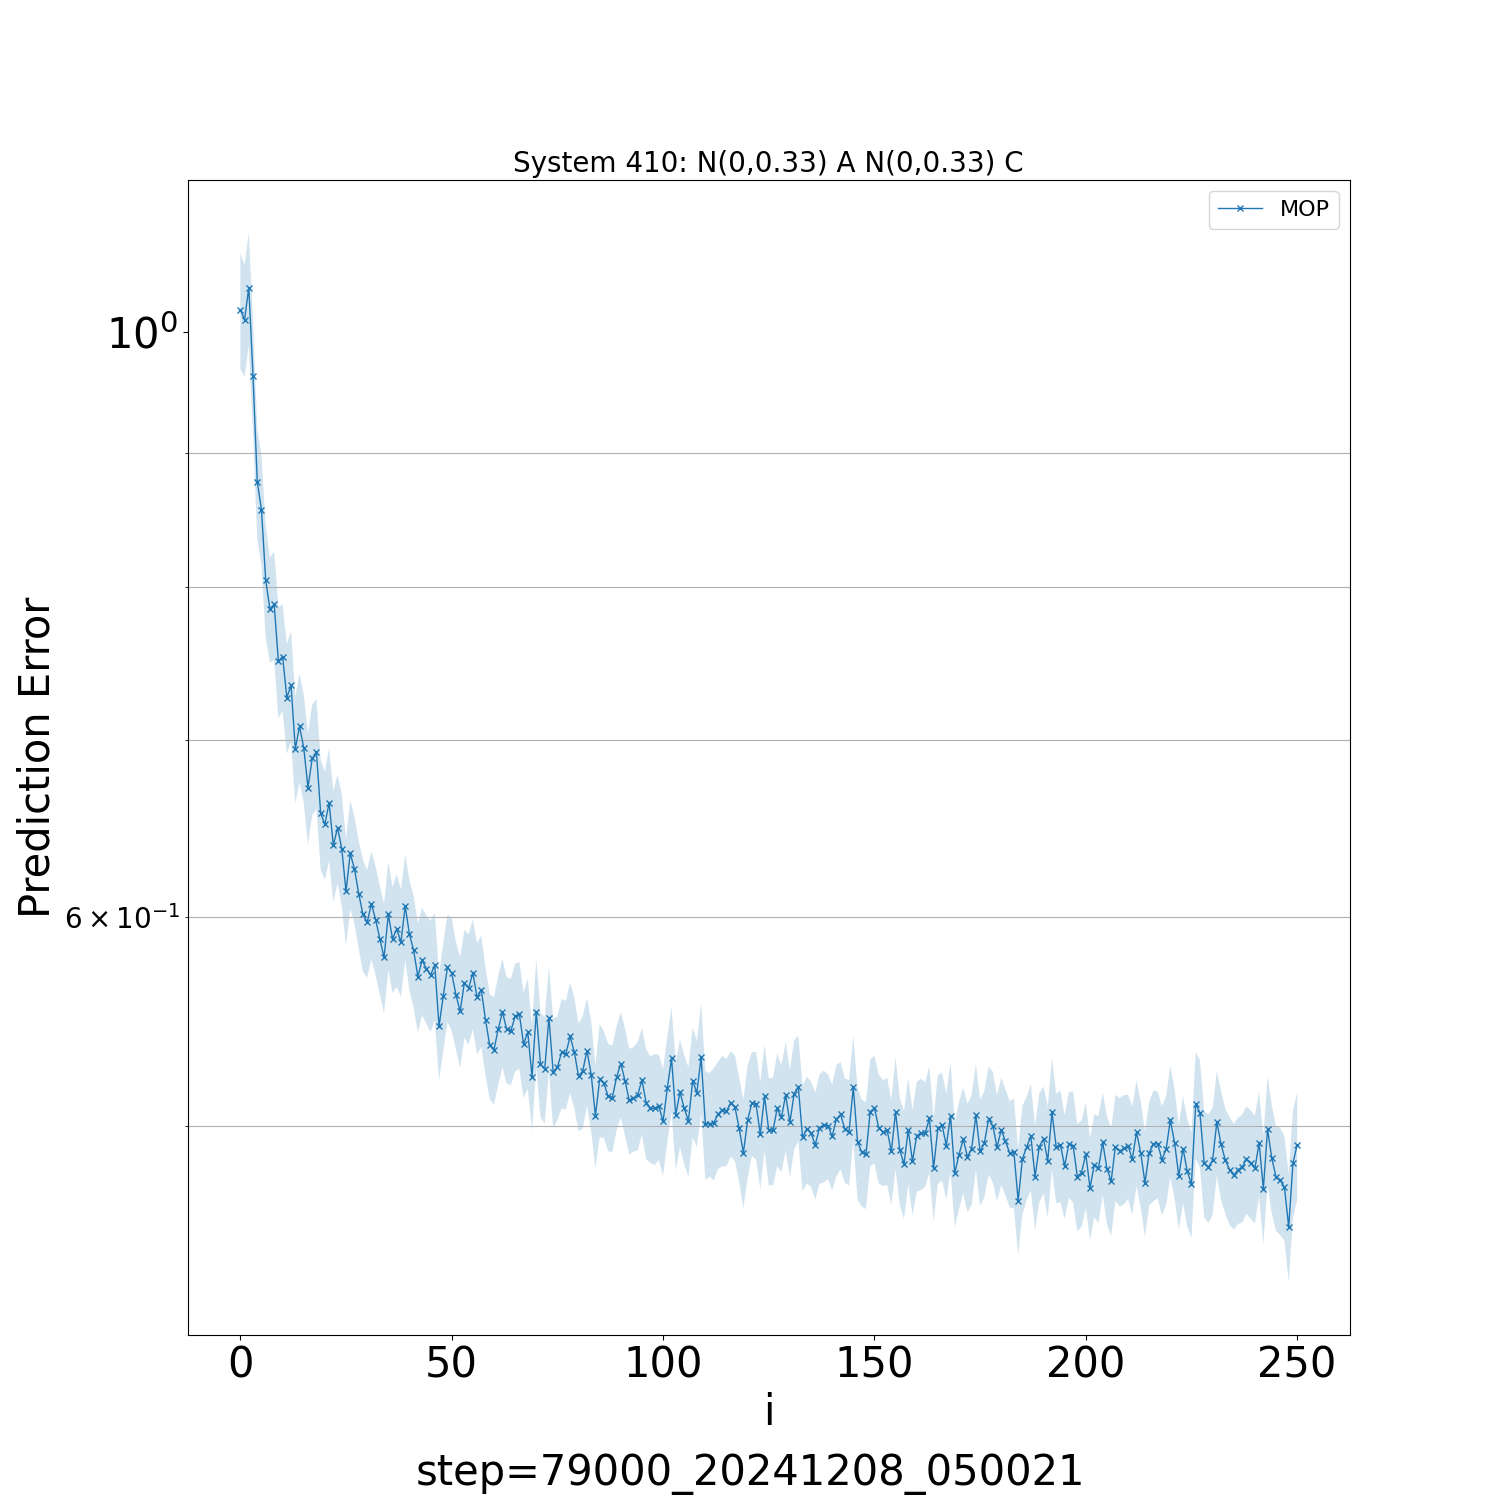 System 410: N(0,0.33) A N(0,0.33) C
MOP
10⁰
6 × 10⁻¹
Prediction Error
0 50 100 150 200 250
i
step=79000_20241208_050021